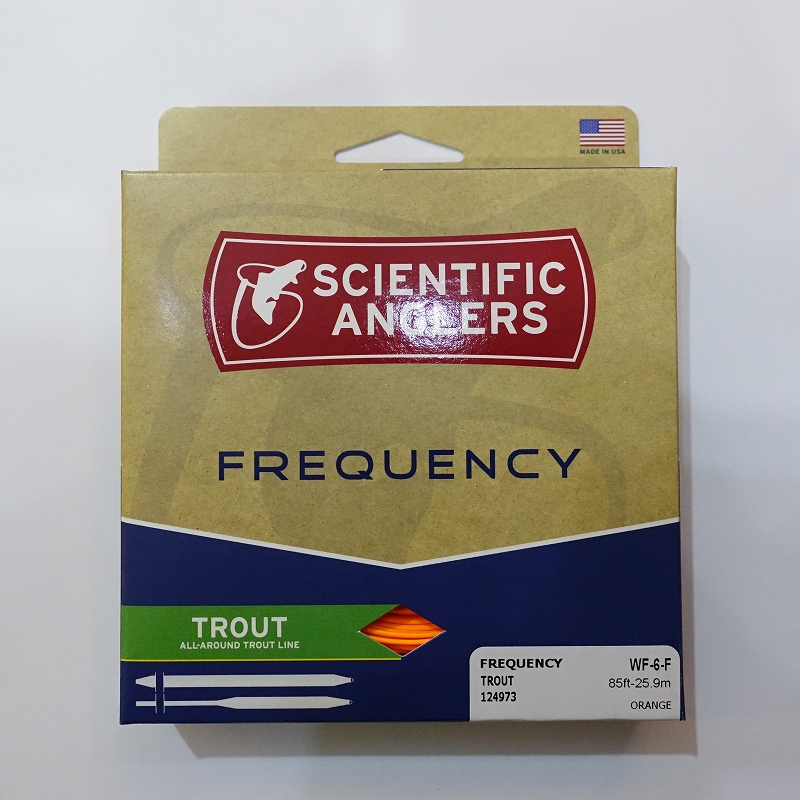 MADE IN USA
SCIENTIFIC
ANGLERS
FREQUENCY
TROUT
ALL-AROUND TROUT LINE
FREQUENCY WF-6-F
TROUT 85ft-25.9m
124973
ORANGE